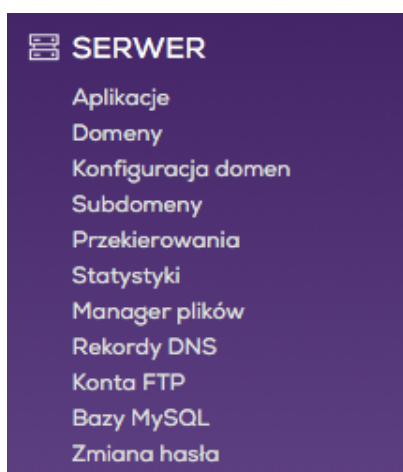 SERWER
Aplikacje
Domeny
Konfiguracja domen
Subdomeny
Przekierowania
Statystyki
Manager plików
Rekordy DNS
Konta FTP
Bazy MySQL
Zmiana hasła